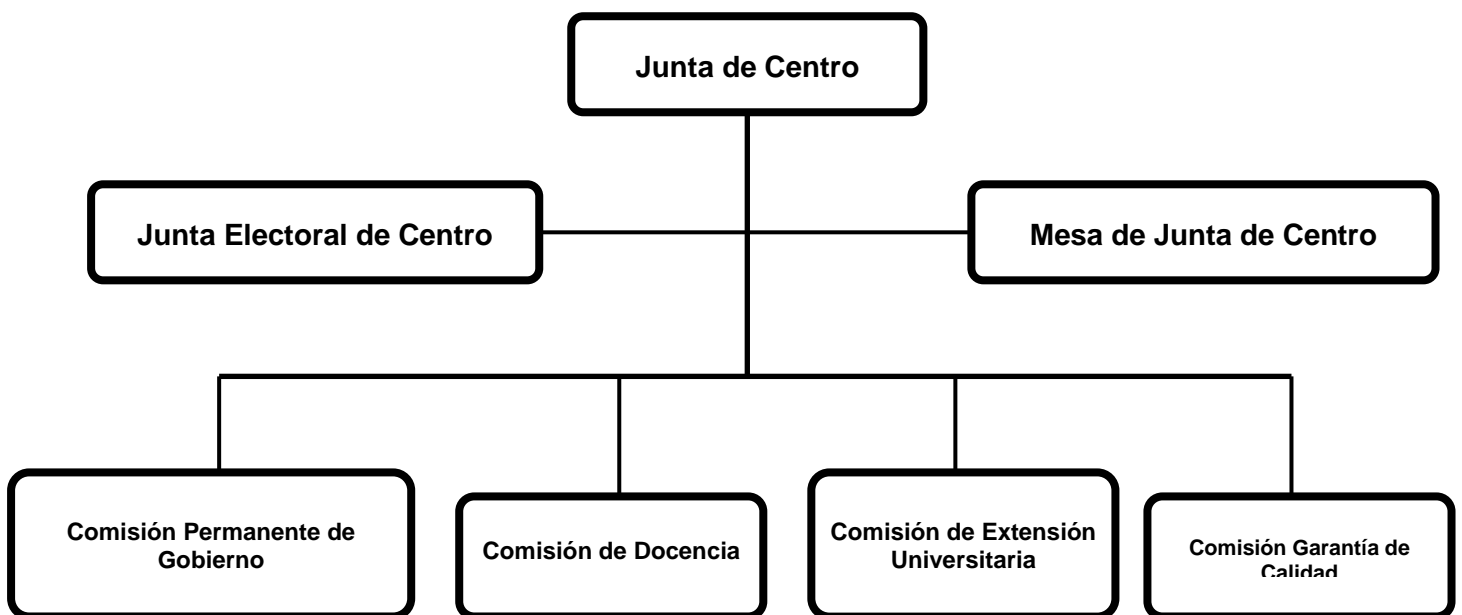 Junta de Centro
Junta Electoral de Centro
Mesa de Junta de Centro
Comisión Permanente de
Gobierno
Comisión de Docencia
Comisión de Extensión
Universitaria
Comisión Garantía de
Calidad